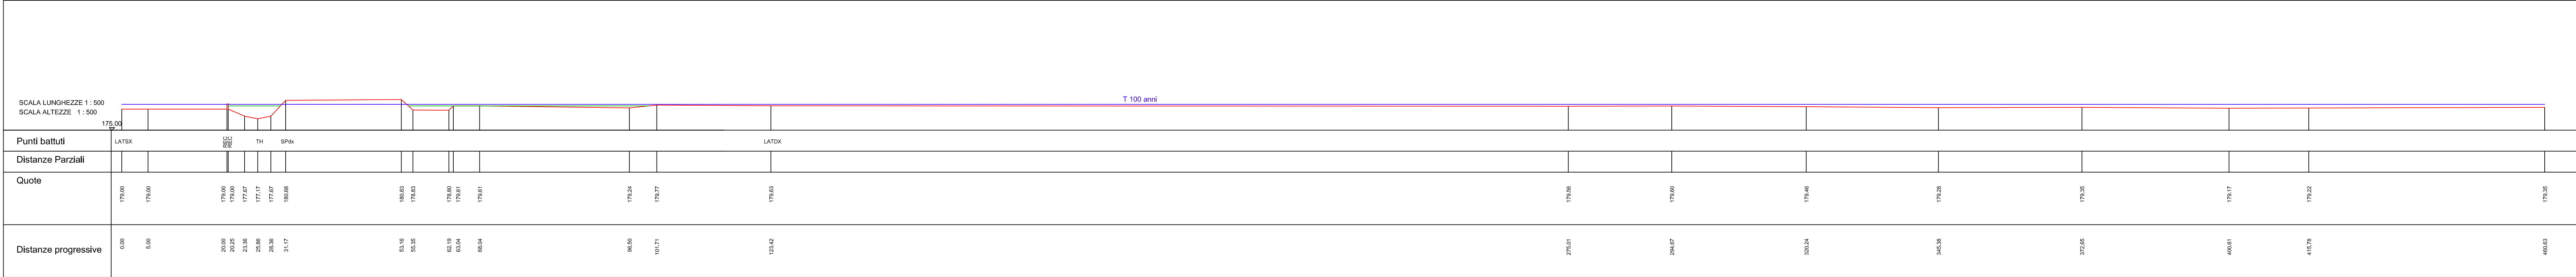 T 100 anni
SCALA LUNGHEZZE 1 : 500
SCALA ALTEZZE 1 : 500
175.00
Punti battuti LATSX TH SPdx LATDX
Distanze Parziali
Quote 179,00 179,00 179,00 179,00 177,67 177,17 177,67 180,68 180,83 178,83 178,80 179,61 179,61 179,24 179,77 179,63 179,56 179,60 179,46 179,28 179,35 179,17 179,22 179,35
Distanze progressive 0,00 5,00 20,00 20,25 23,36 25,86 28,36 31,17 53,16 55,35 62,19 63,04 68,04 96,50 101,71 123,42 275,01 294,67 320,24 345,38 372,65 400,61 415,78 460,63